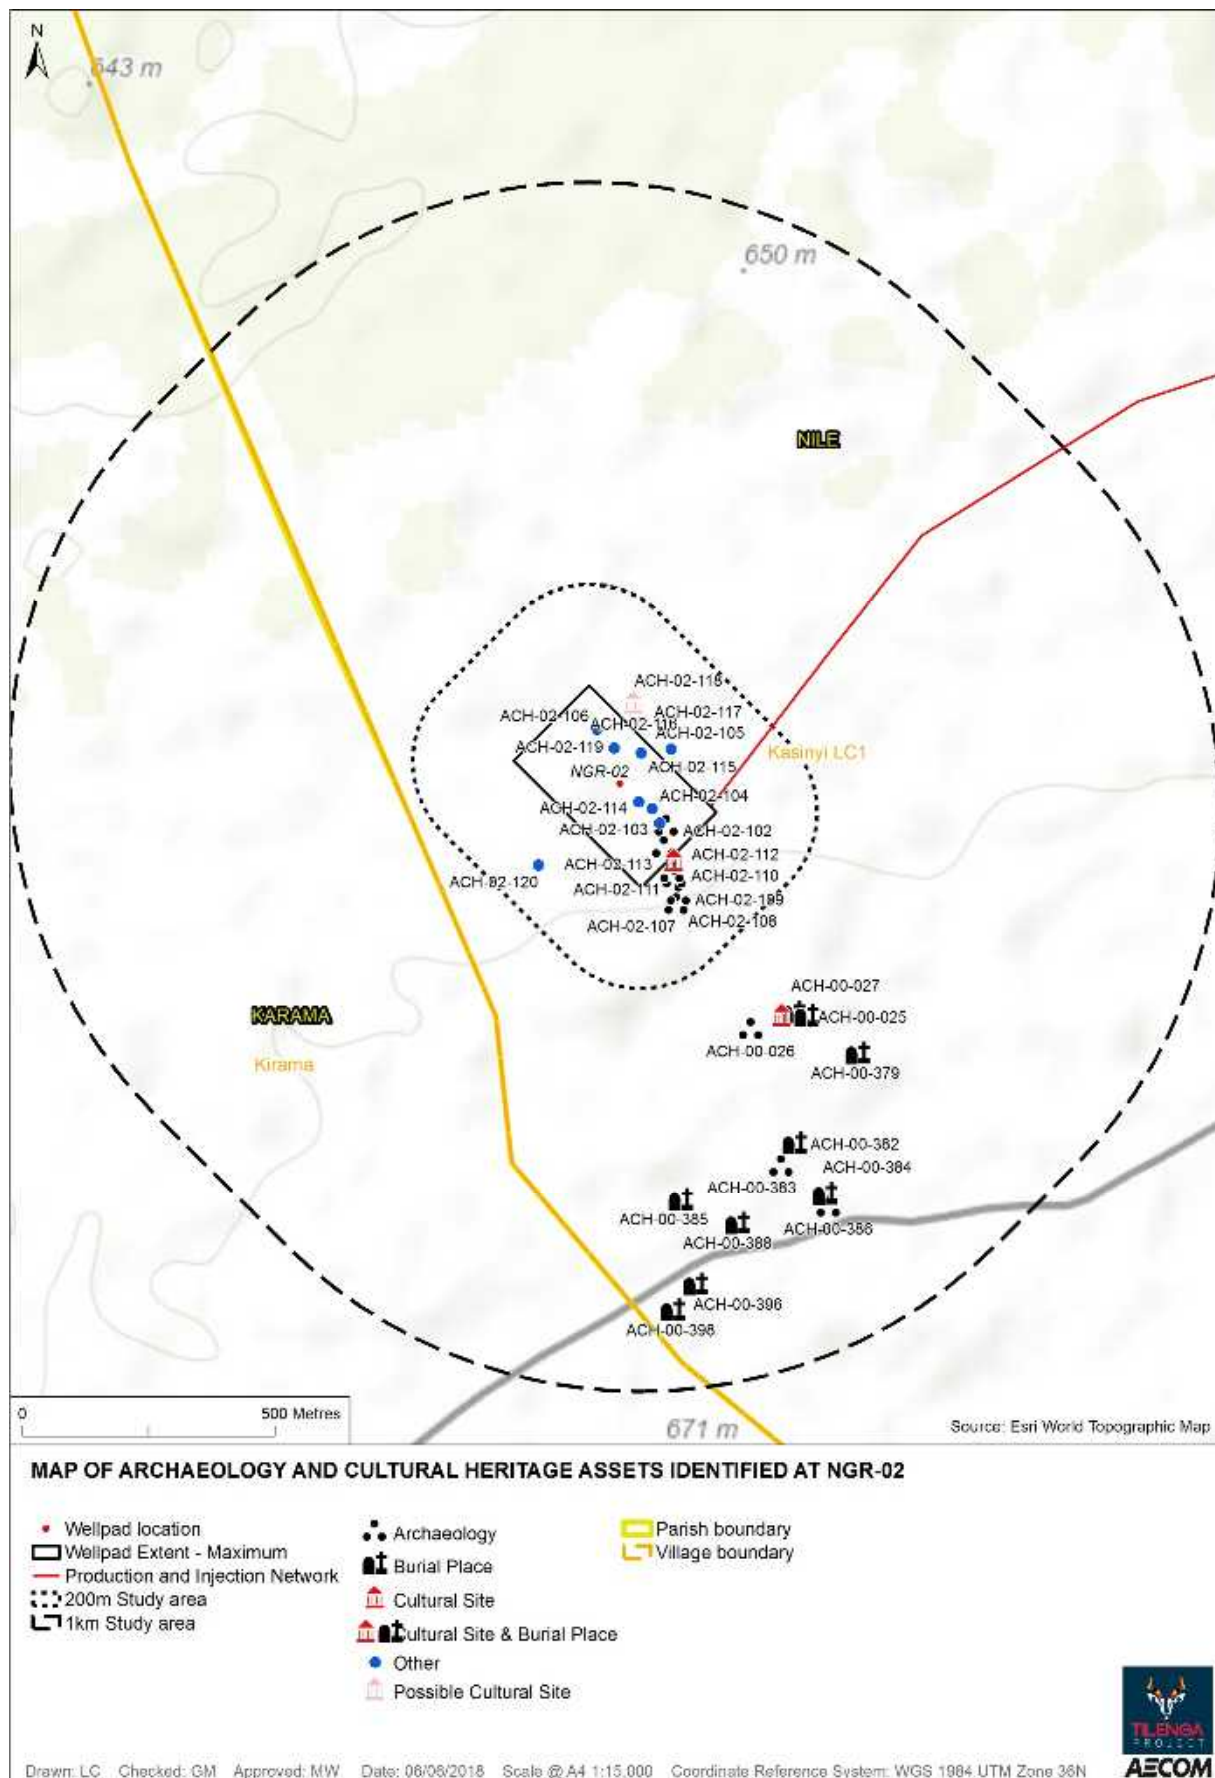 N
643 m
650 m
NILE
ACH-02-118
ACH-02-117
ACH-02-106
ACH-02-116
ACH-02-105
ACH-02-119
Kasinyi LC1
NGR-02
ACH-02-115
ACH-02-104
ACH-02-114
ACH-02-103
ACH-02-102
ACH-02-112
ACH-02-113
ACH-02-110
ACH-02-120
ACH-02-111
ACH-02-109
ACH-02-107
ACH-02-108
ACH-00-027
KARAMA
ACH-00-025
ACH-00-026
Kirama
ACH-00-379
ACH-00-382
ACH-00-384
ACH-00-383
ACH-00-385
ACH-00-386
ACH-00-388
ACH-00-396
ACH-00-398
0 500 Metres
671 m
Source: Esri World Topographic Map
MAP OF ARCHAEOLOGY AND CULTURAL HERITAGE ASSETS IDENTIFIED AT NGR-02
Wellpad location
Wellpad Extent - Maximum
Production and Injection Network
200m Study area
1km Study area
Archaeology
Burial Place
Cultural Site
Cultural Site & Burial Place
Other
Possible Cultural Site
Parish boundary
Village boundary
TILENGA
PROJECT
AECOM
Drawn: LC Checked: GM Approved: MW Date: 06/06/2018 Scale @ A4 1:15,000 Coordinate Reference System: WGS 1984 UTM Zone 36N